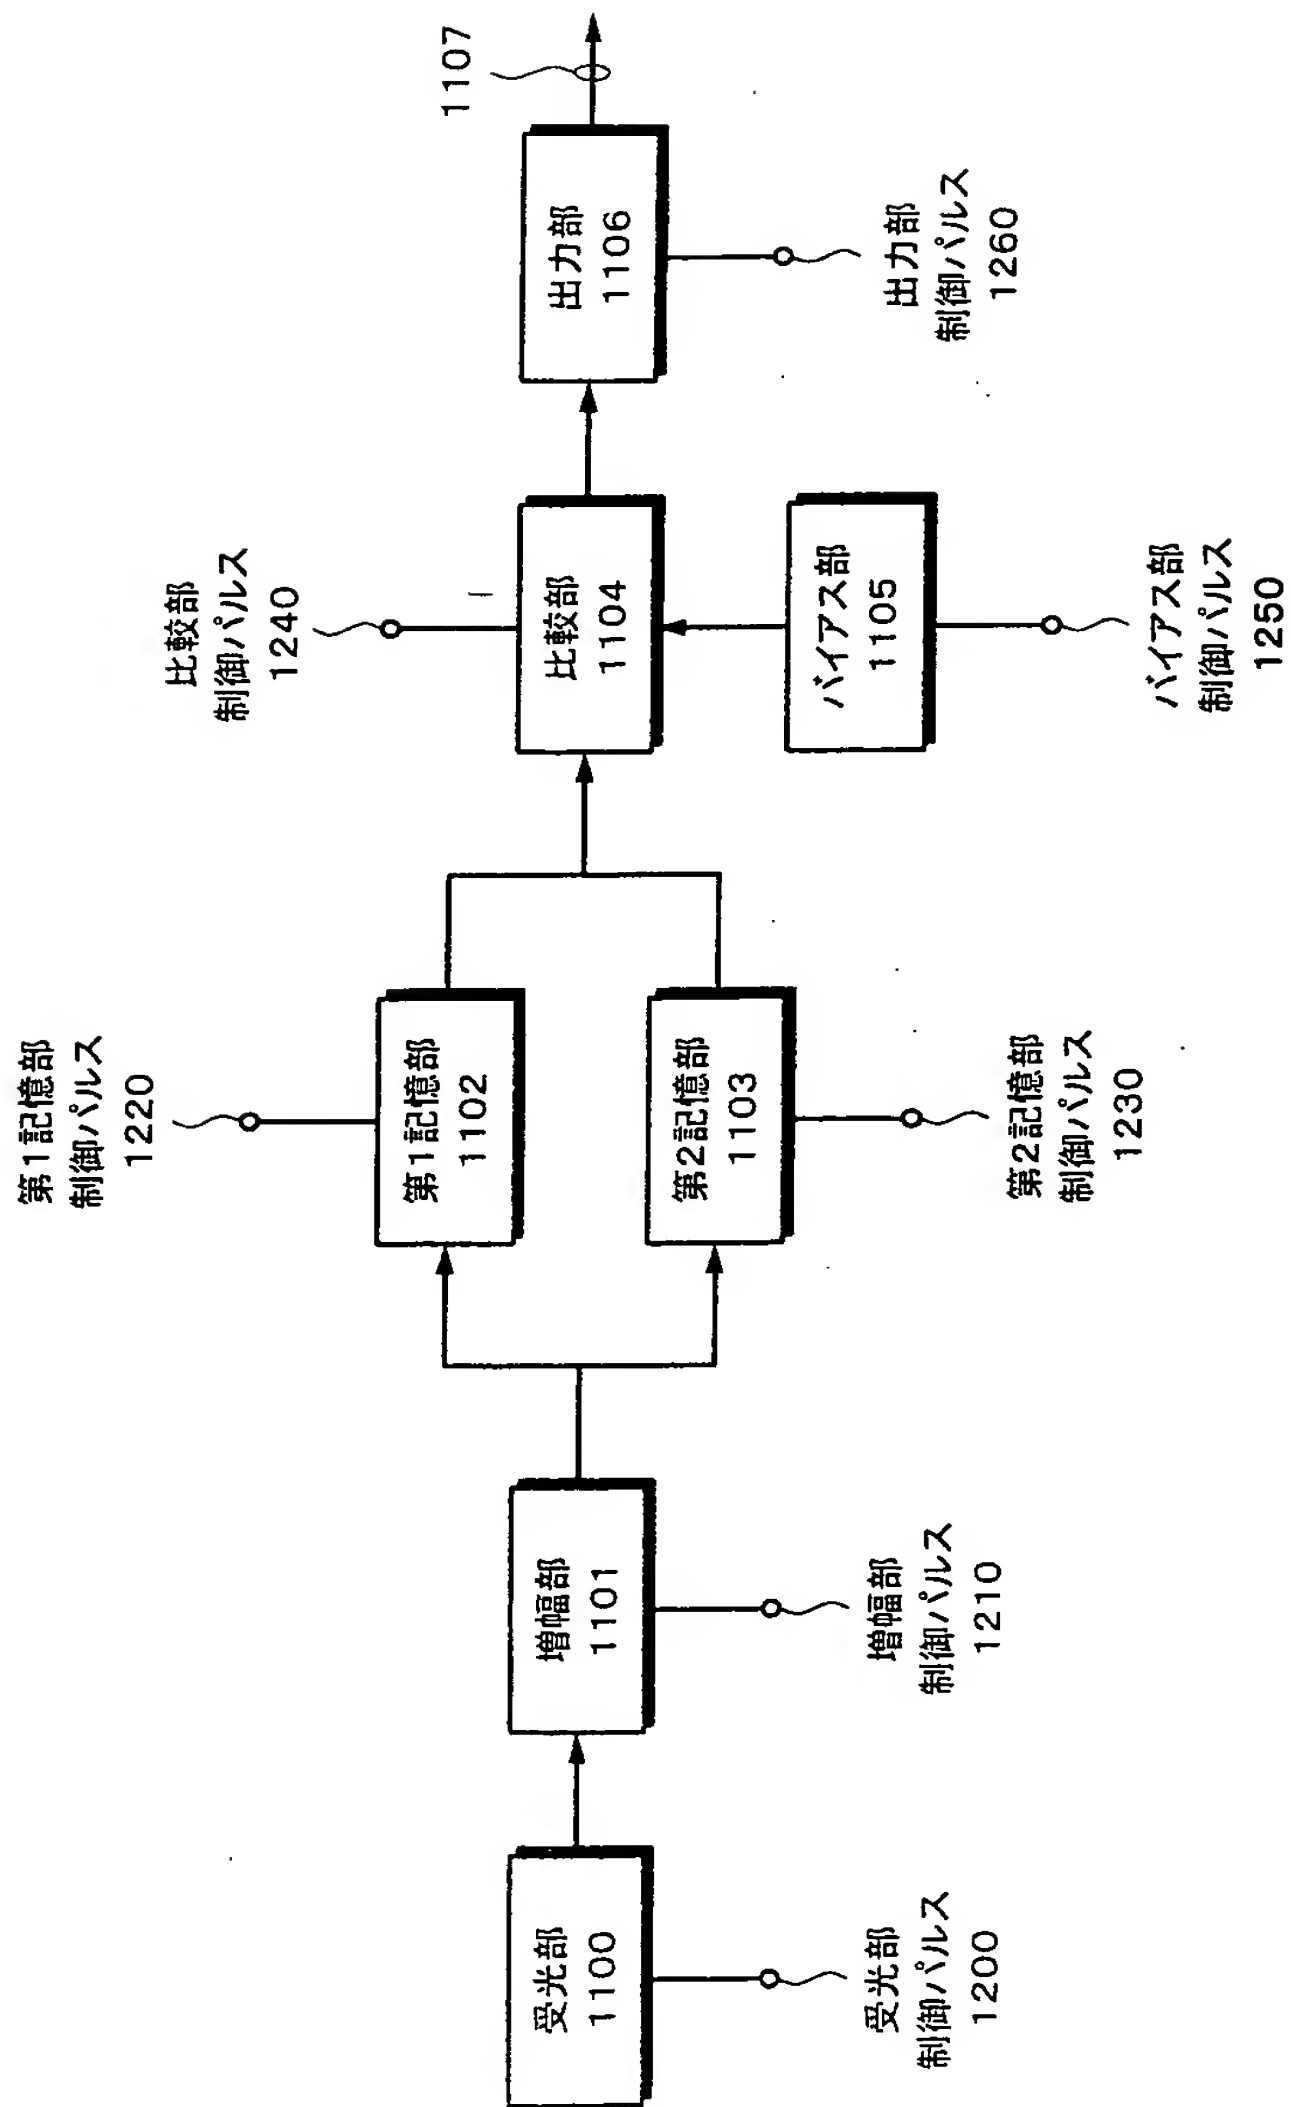 受光部
1100
受光部
制御パルス
1200
増幅部
1101
増幅部
制御パルス
1210
第1記憶部
制御パルス
1220
第1記憶部
1102
第2記憶部
1103
第2記憶部
制御パルス
1230
比較部
制御パルス
1240
比較部
1104
バイアス部
1105
バイアス部
制御パルス
1250
出力部
1106
出力部
制御パルス
1260
1107